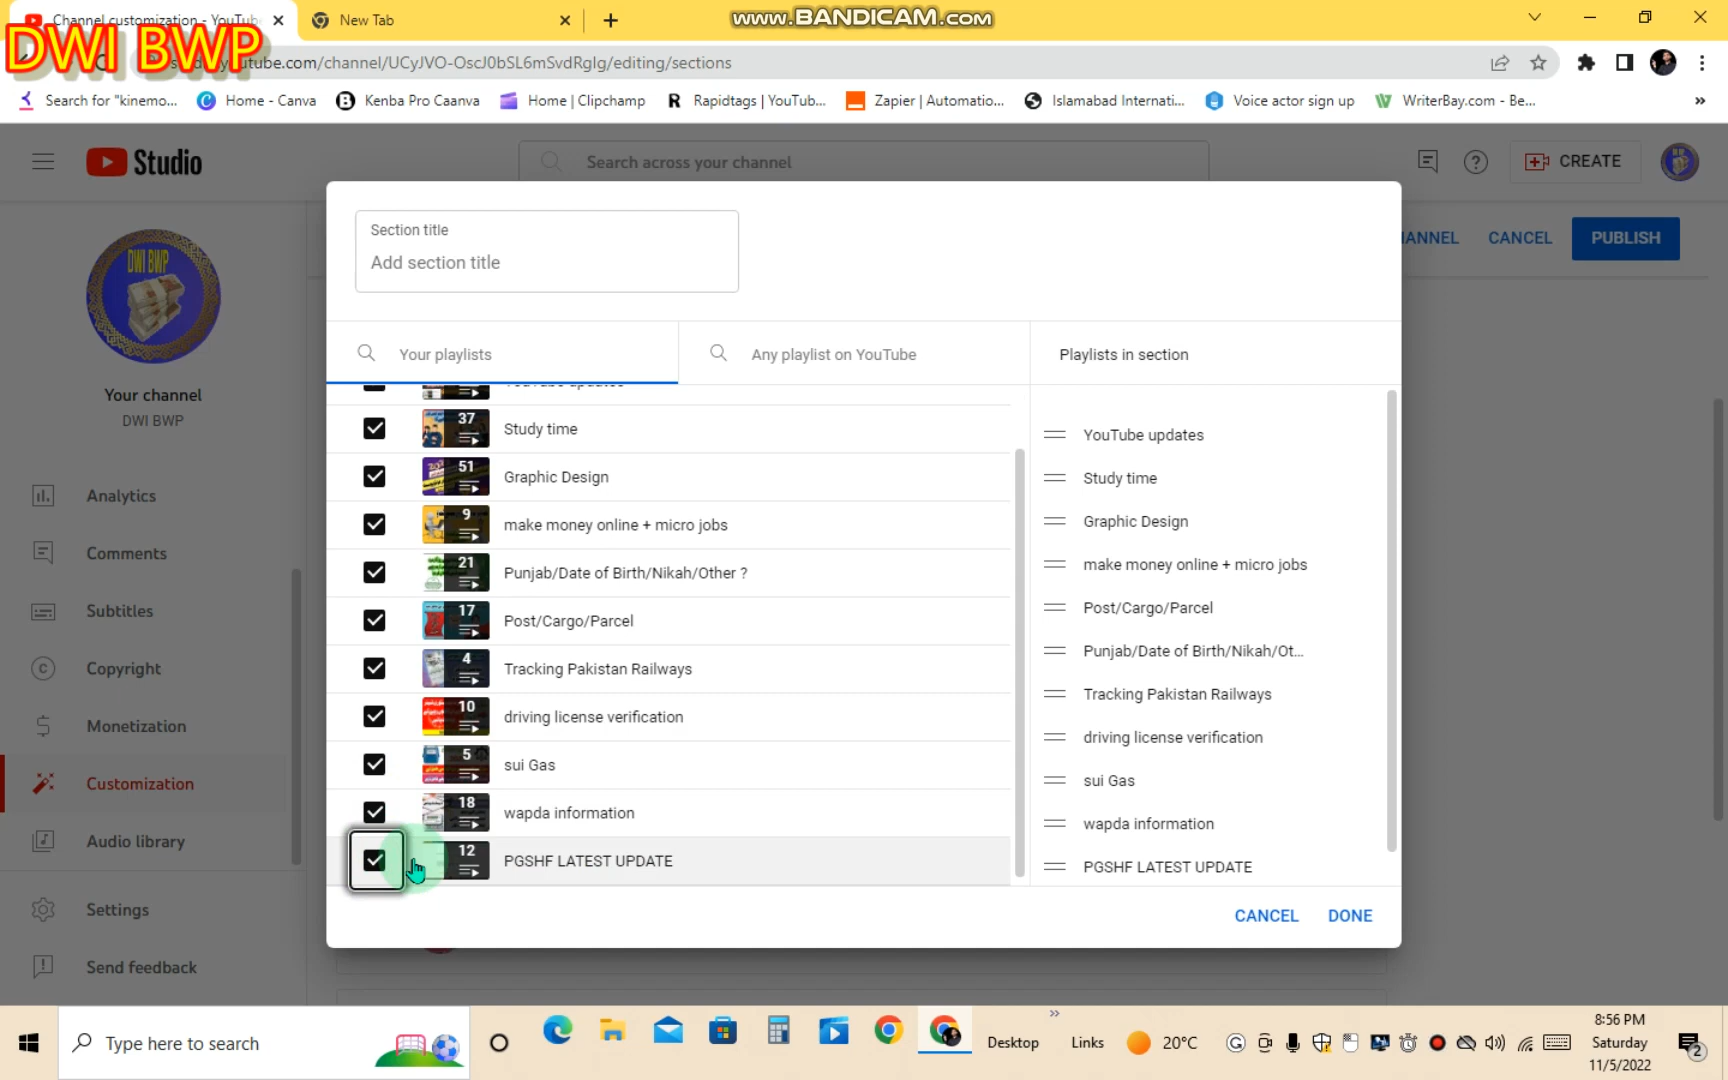 Channel customization - YouTube
New Tab
www.BANDICAM.com
DWI BWP
tube.com/channel/UCyJVO-OscJ0bSL6mSvdRgIg/editing/sections
Search for "kinemo...
Home - Canva
Kenba Pro Caanva
Home | Clipchamp
Rapidtags | YouTub...
Zapier | Automatio...
Islamabad Internati...
Voice actor sign up
WriterBay.com - Be...
Studio
Search across your channel
CREATE
DWI BWP
Your channel
DWI BWP
Analytics
Comments
Subtitles
Copyright
Monetization
Customization
Audio library
Settings
Send feedback
HANNEL
CANCEL
PUBLISH
Section title
Add section title
Your playlists
Any playlist on YouTube
Playlists in section
YouTube updates
37 Study time
51 Graphic Design
9 make money online + micro jobs
21 Punjab/Date of Birth/Nikah/Other ?
17 Post/Cargo/Parcel
4 Tracking Pakistan Railways
10 driving license verification
5 sui Gas
18 wapda information
12 PGSHF LATEST UPDATE
YouTube updates
Study time
Graphic Design
make money online + micro jobs
Post/Cargo/Parcel
Punjab/Date of Birth/Nikah/Ot...
Tracking Pakistan Railways
driving license verification
sui Gas
wapda information
PGSHF LATEST UPDATE
CANCEL
DONE
Type here to search
Desktop
Links
20°C
8:56 PM
Saturday
11/5/2022
2